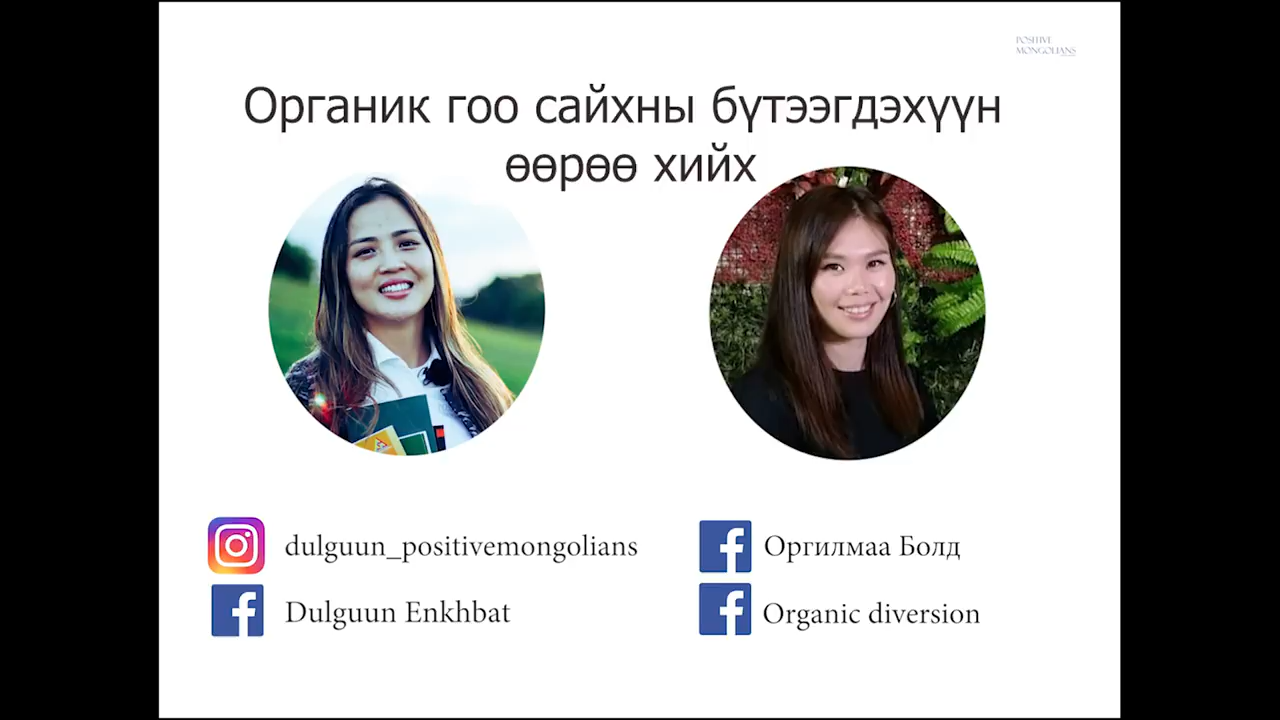 POSITIVE
MONGOLIANS
Органик гоо сайхны бүтээгдэхүүн
өөрөө хийх
dulguun_positivemongolians
Dulguun Enkhbat
Оргилмаа Болд
Organic diversion